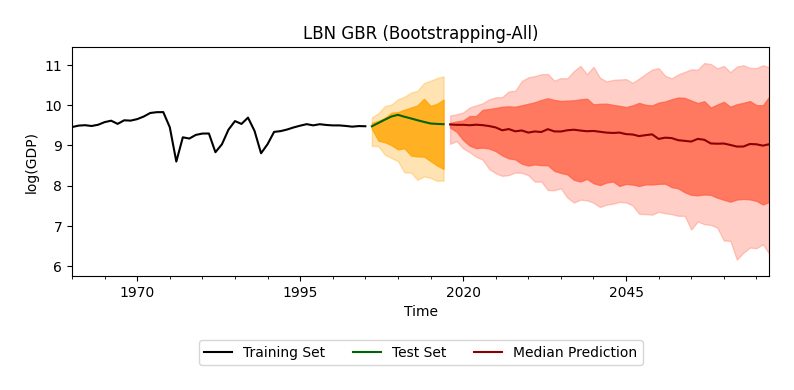 LBN GBR (Bootstrapping-All)
11
10
9
8
7
6
log(GDP)
1970 1995 2020 2045
Time
Training Set Test Set Median Prediction